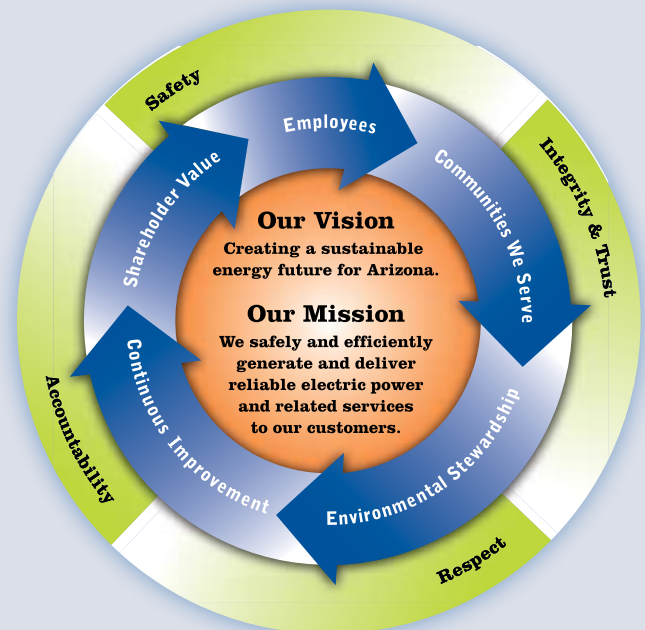 Safety
Integrity & Trust
Respect
Accountability
Employees
Communities We Serve
Environmental Stewardship
Continuous Improvement
Shareholder Value
Our Vision
Creating a sustainable
energy future for Arizona.
Our Mission
We safely and efficiently
generate and deliver
reliable electric power
and related services
to our customers.